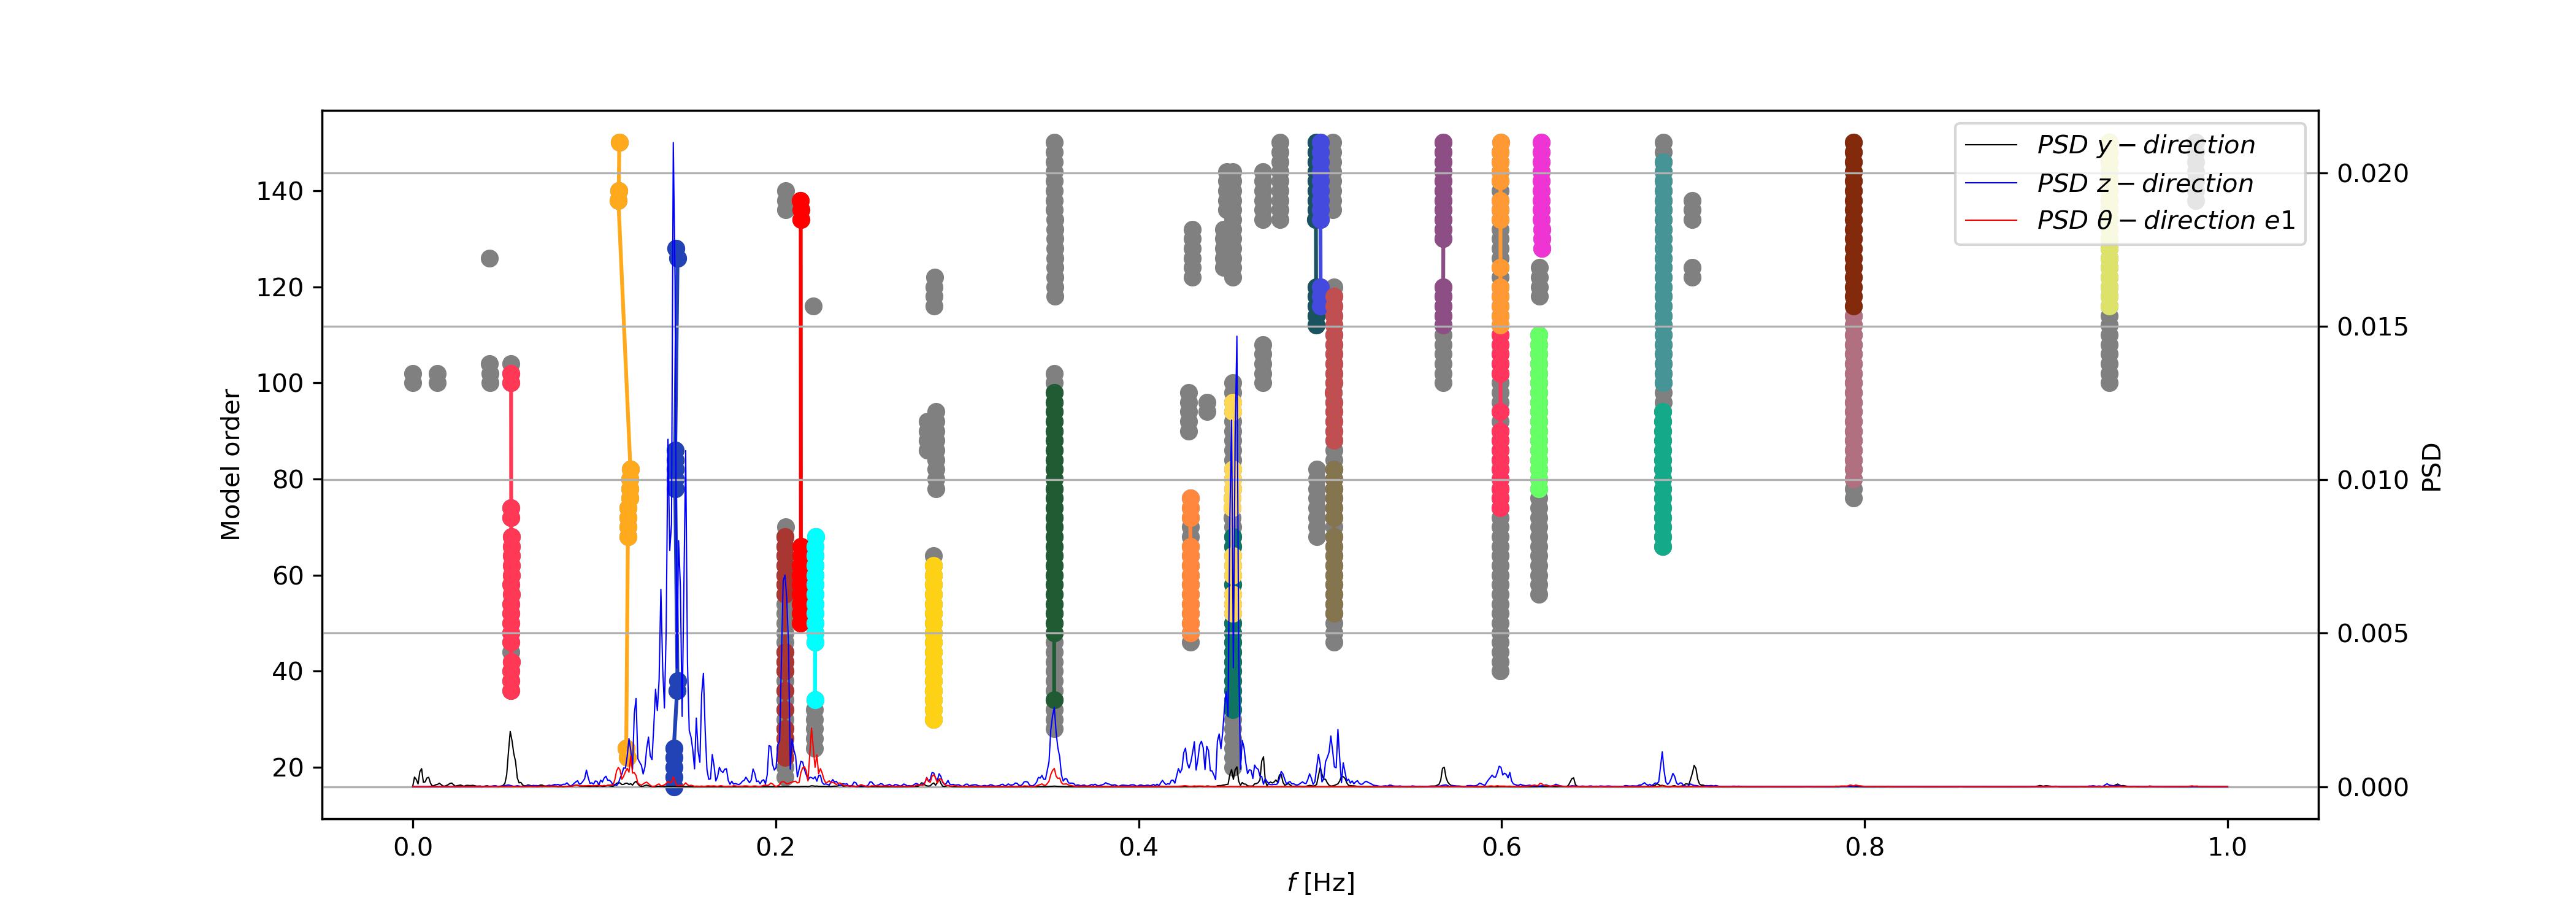 PSD y − direction
PSD z − direction
PSD θ − direction e1
Model order
140
120
100
80
60
40
20
0.020
0.015
0.010
0.005
0.000
PSD
0.0 0.2 0.4 0.6 0.8 1.0
f [Hz]